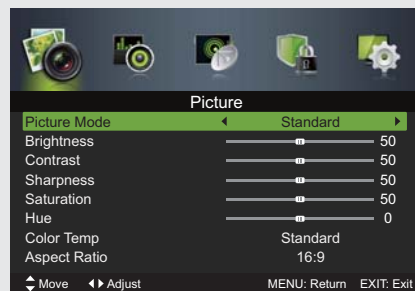 Picture
Picture Mode Standard
Brightness 50
Contrast 50
Sharpness 50
Saturation 50
Hue 0
Color Temp Standard
Aspect Ratio 16:9
Move Adjust MENU: Return EXIT: Exit